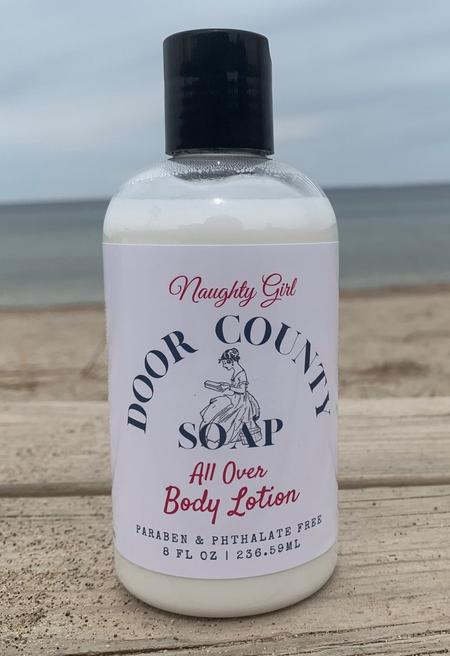 Naughty Girl
DOOR COUNTY
SOAP
All Over
Body Lotion
PARABEN & PHTHALATE FREE
8 FL OZ | 236.59ML